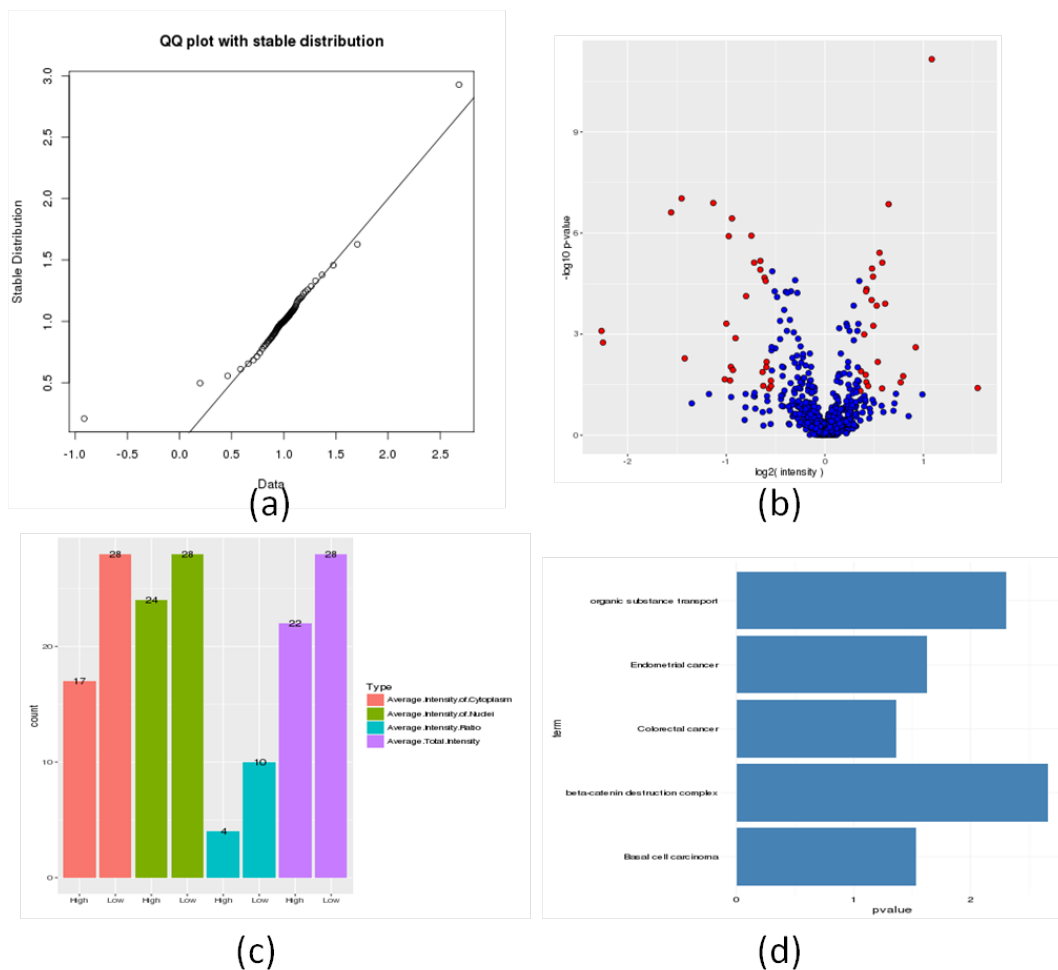 QQ plot with stable distribution
Stable Distribution
3.0
2.5
2.0
1.5
1.0
0.5
-1.0 -0.5 0.0 0.5 1.0 1.5 2.0 2.5
Data
(a)
-log10 p-value
9
6
3
0
-2 -1 0 1
log2( intensity )
(b)
count
20
10
0
17 28 24 28 4 10 22 28
High Low High Low High Low High Low
Type
Average.Intensity.of.Cytoplasm
Average.Intensity.of.Nuclei
Average.Intensity.Ratio
Average.Total.Intensity
(c)
term
organic substance transport
Endometrial cancer
Colorectal cancer
beta-catenin destruction complex
Basal cell carcinoma
0 1 2
pvalue
(d)